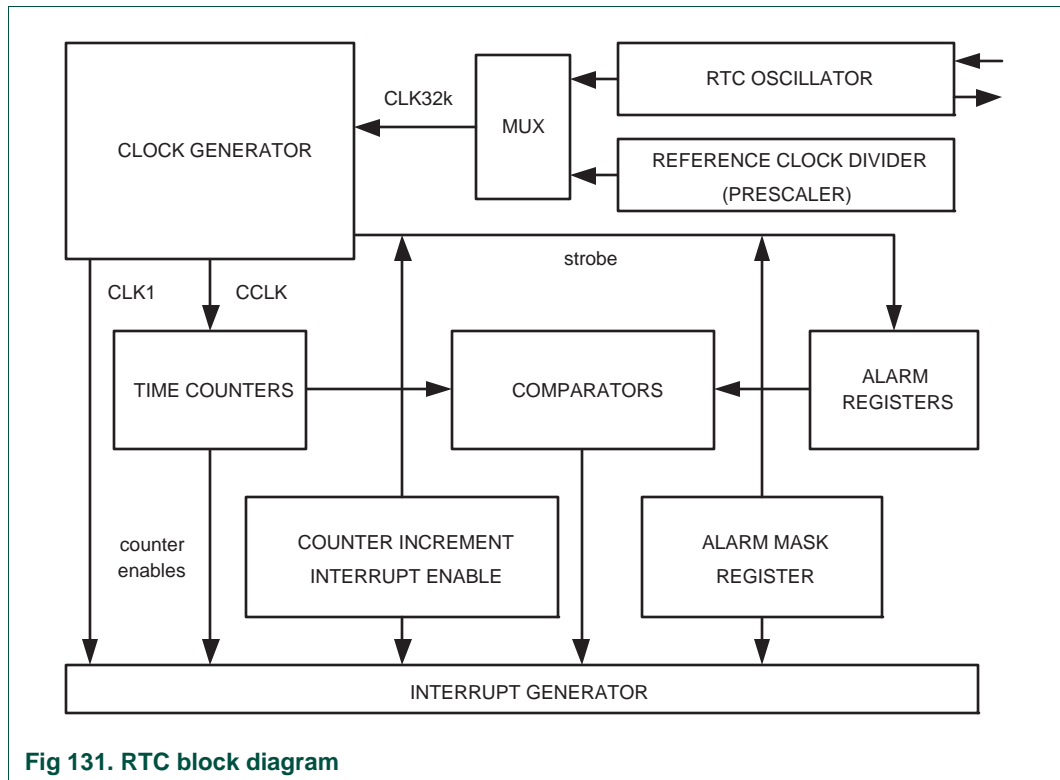 RTC OSCILLATOR
CLK32k
MUX
CLOCK GENERATOR
REFERENCE CLOCK DIVIDER
(PRESCALER)
strobe
CLK1
CCLK
TIME COUNTERS
COMPARATORS
ALARM
REGISTERS
counter
enables
COUNTER INCREMENT
INTERRUPT ENABLE
ALARM MASK
REGISTER
INTERRUPT GENERATOR
Fig 131. RTC block diagram